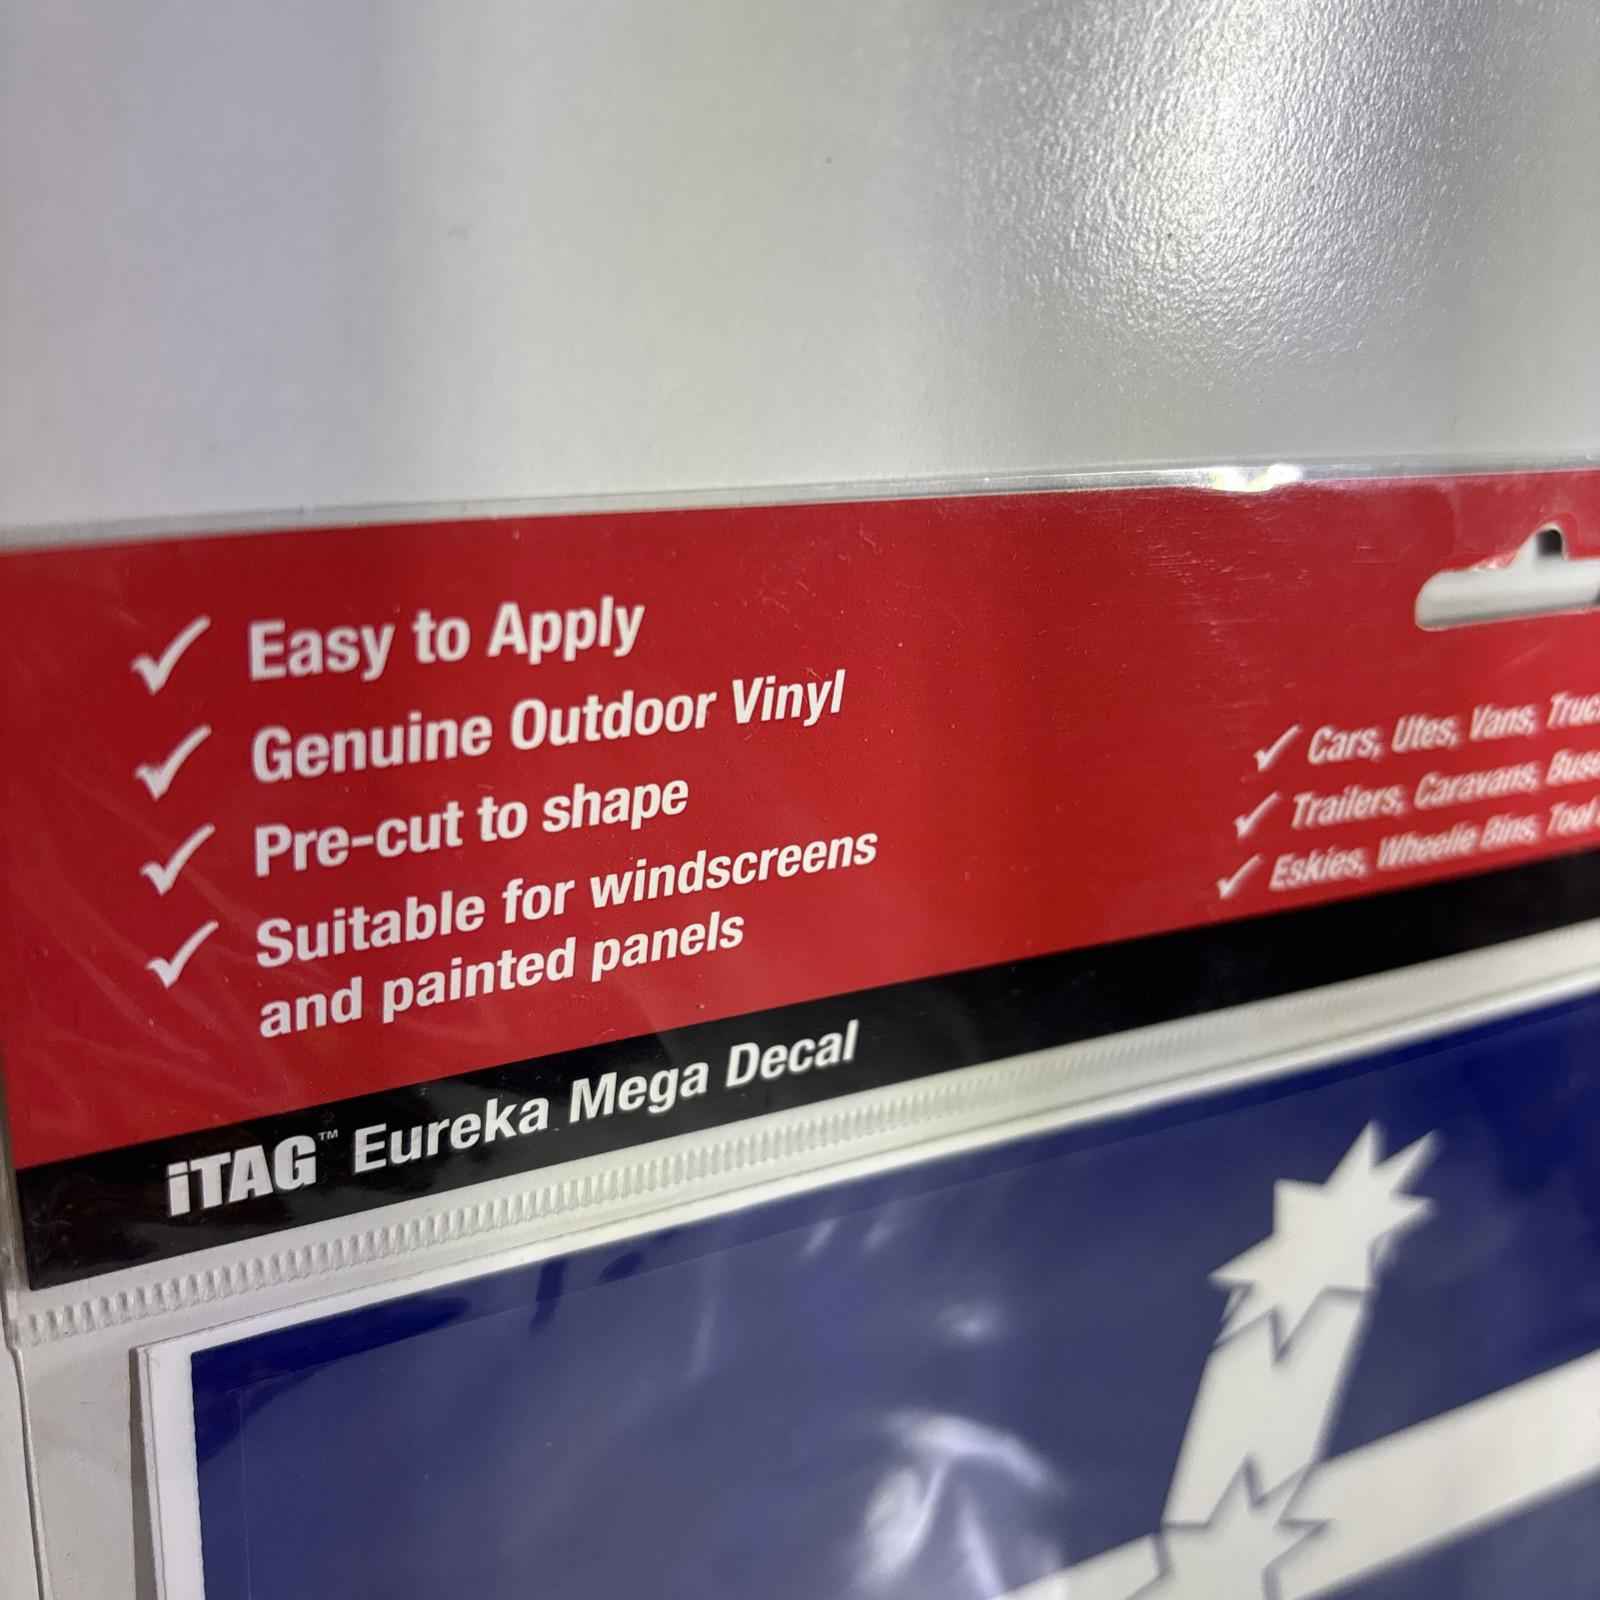 Easy to Apply
Genuine Outdoor Vinyl
Pre-cut to shape
Suitable for windscreens
and painted panels
Cars, Utes, Vans,
Trailers, Caravans,
Eskies, Wheelie Bins, Tool
iTAG™ Eureka Mega Decal